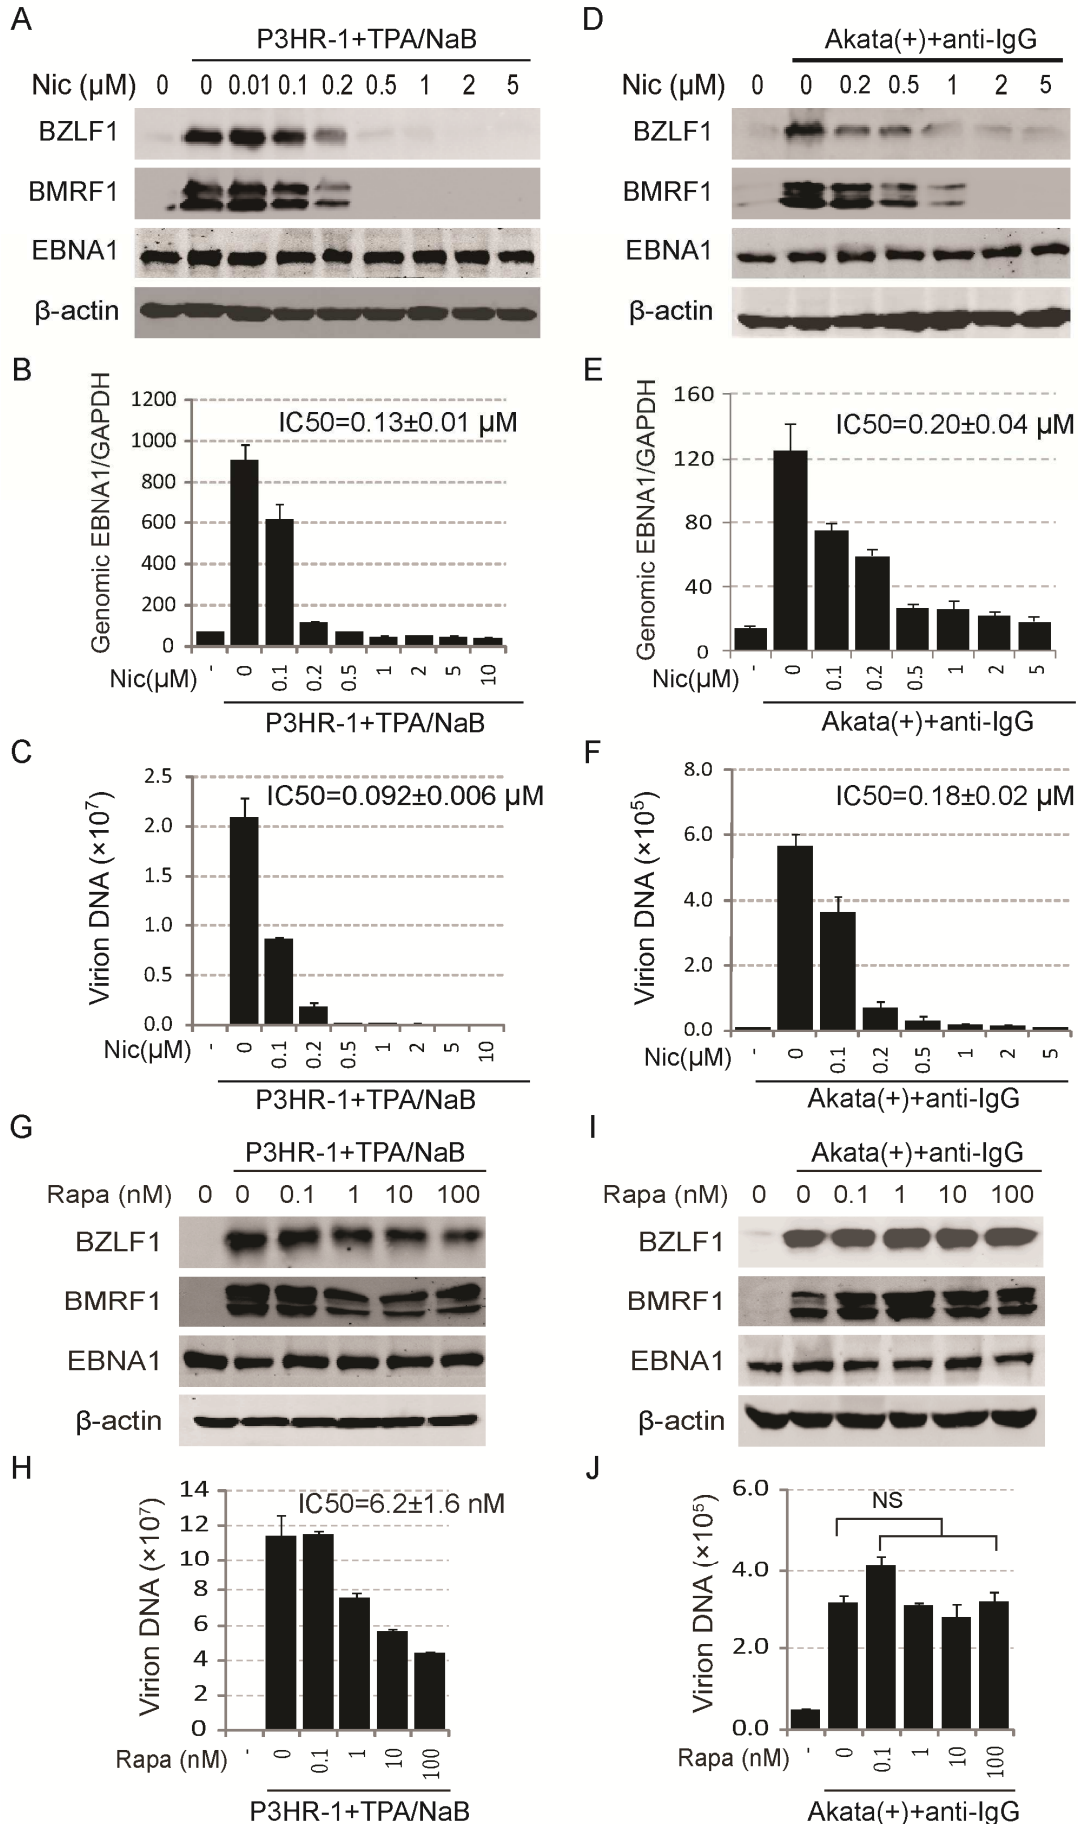 A
P3HR-1+TPA/NaB
Nic (µM) 0 0 0.01 0.1 0.2 0.5 1 2 5
BZLF1
BMRF1
EBNA1
β-actin
B
Genomic EBNA1/GAPDH
1200
1000
800
600
400
200
0
IC50=0.13±0.01 µM
Nic(µM) - 0 0.1 0.2 0.5 1 2 5 10
P3HR-1+TPA/NaB
C
Virion DNA (×10⁷)
2.5
2.0
1.5
1.0
0.5
0.0
IC50=0.092±0.006 µM
Nic(µM) - 0 0.1 0.2 0.5 1 2 5 10
P3HR-1+TPA/NaB
D
Akata(+)+anti-IgG
Nic (µM) 0 0 0.2 0.5 1 2 5
BZLF1
BMRF1
EBNA1
β-actin
E
Genomic EBNA1/GAPDH
160
120
80
40
0
IC50=0.20±0.04 µM
Nic(µM) - 0 0.1 0.2 0.5 1 2 5
Akata(+)+anti-IgG
F
Virion DNA (×10⁵)
8.0
6.0
4.0
2.0
0.0
IC50=0.18±0.02 µM
Nic(µM) - 0 0.1 0.2 0.5 1 2 5
Akata(+)+anti-IgG
G
P3HR-1+TPA/NaB
Rapa (nM) 0 0 0.1 1 10 100
BZLF1
BMRF1
EBNA1
β-actin
H
Virion DNA (×10⁷)
14
12
10
8
6
4
2
0
IC50=6.2±1.6 nM
Rapa (nM) - 0 0.1 1 10 100
P3HR-1+TPA/NaB
I
Akata(+)+anti-IgG
Rapa (nM) 0 0 0.1 1 10 100
BZLF1
BMRF1
EBNA1
β-actin
J
Virion DNA (×10⁵)
6.0
4.0
2.0
0.0
NS
Rapa (nM) - 0 0.1 1 10 100
Akata(+)+anti-IgG